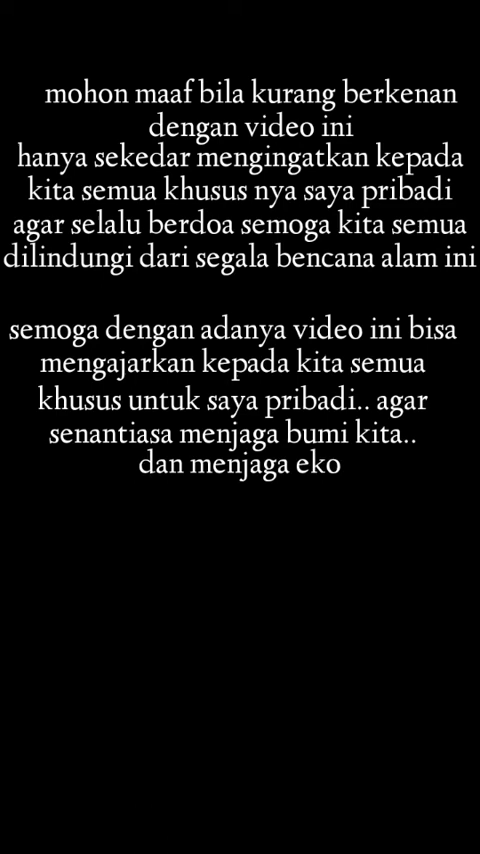 mohon maaf bila kurang berkenan
dengan video ini
hanya sekedar mengingatkan kepada
kita semua khusus nya saya pribadi
agar selalu berdoa semoga kita semua
dilindungi dari segala bencana alam ini
semoga dengan adanya video ini bisa
mengajarkan kepada kita semua
khusus untuk saya pribadi.. agar
senantiasa menjaga bumi kita..
dan menjaga eko